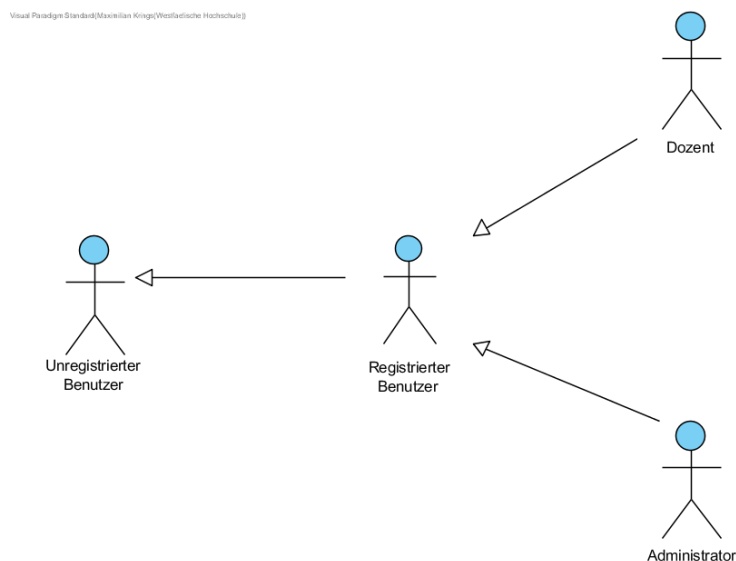 Visual Paradigm Standard(Maximilian Krings(Westfaelische Hochschule))
Dozent
Unregistrierter
Benutzer
Registrierter
Benutzer
Administrator